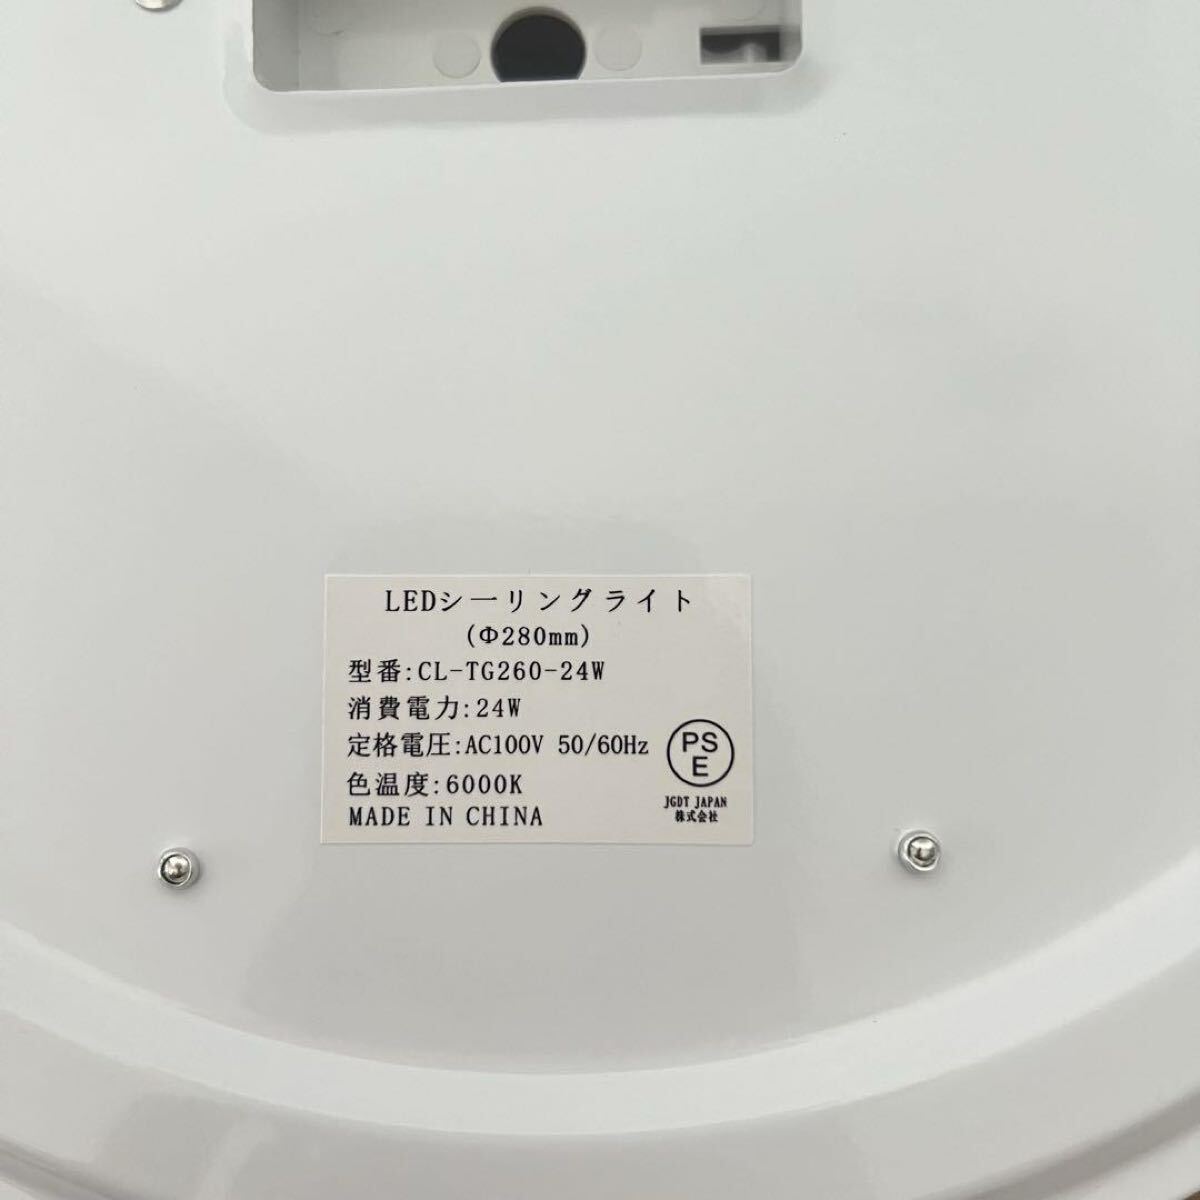 LEDシーリングライト
(Φ280mm)
型番:CL-TG260-24W
消費電力:24W
定格電圧:AC100V 50/60Hz
色温度:6000K
MADE IN CHINA
PS
E
JGDT JAPAN
株式会社